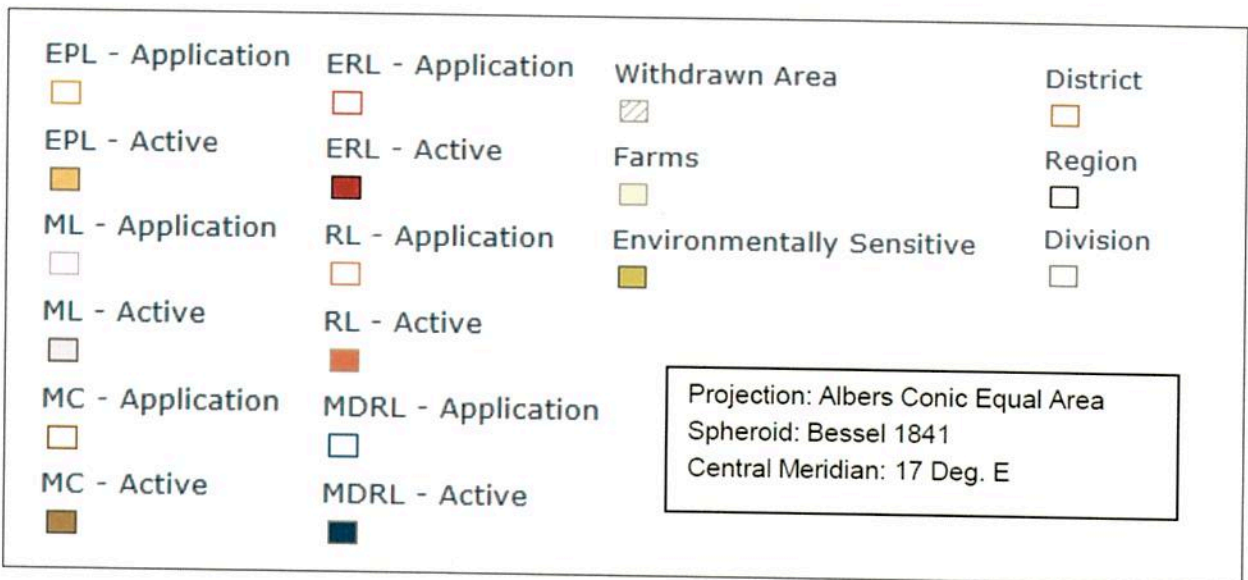 EPL - Application
EPL - Active
ML - Application
ML - Active
MC - Application
MC - Active
ERL - Application
ERL - Active
RL - Application
RL - Active
MDRL - Application
MDRL - Active
Withdrawn Area
Farms
Environmentally Sensitive
District
Region
Division
Projection: Albers Conic Equal Area
Spheroid: Bessel 1841
Central Meridian: 17 Deg. E